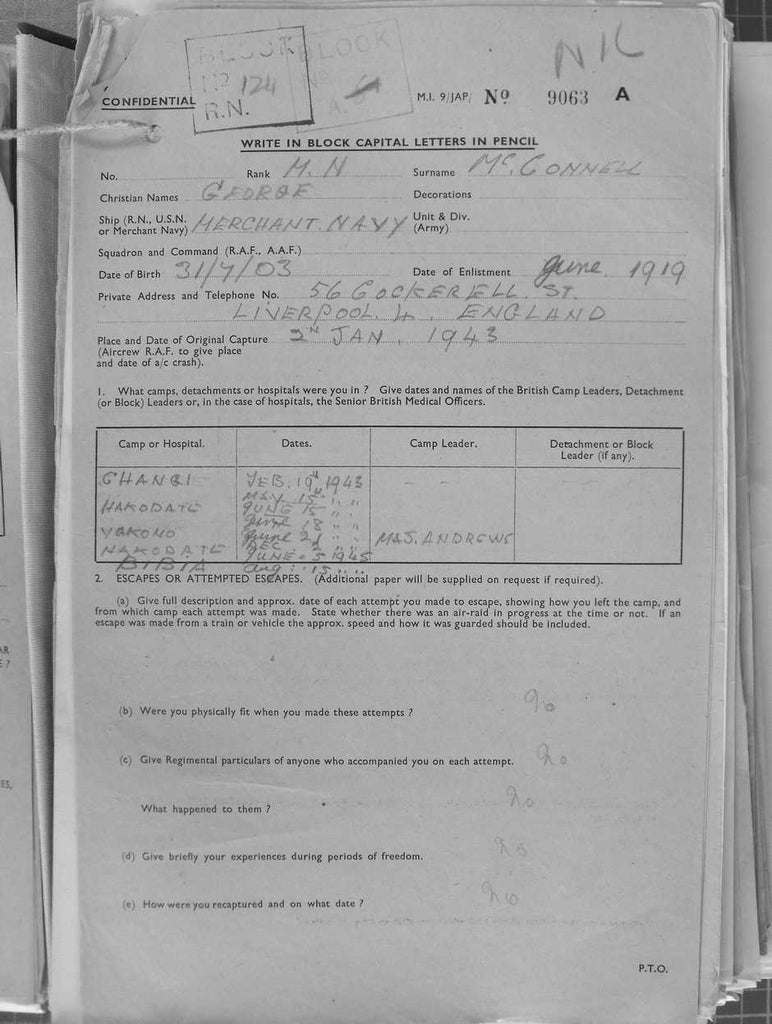 BLOCK
Nº 124
R.N.
BLOCK
Nº
A.
NIL
CONFIDENTIAL
M.I. 9/JAP/ Nº 9063 A
WRITE IN BLOCK CAPITAL LETTERS IN PENCIL
No. Rank M.N Surname McCONNELL
Christian Names GEORGE Decorations
Ship (R.N., U.S.N. or Merchant Navy) MERCHANT. NAVY Unit & Div. (Army)
Squadron and Command (R.A.F., A.A.F.)
Date of Birth 31/7/03 Date of Enlistment June. 1919
Private Address and Telephone No. 56 COCKERELL. ST.
LIVERPOOL. 4. ENGLAND
Place and Date of Original Capture 2ᴺ JAN. 1943
(Aircrew R.A.F. to give place
and date of a/c crash).
1. What camps, detachments or hospitals were you in ? Give dates and names of the British Camp Leaders, Detachment
(or Block) Leaders or, in the case of hospitals, the Senior British Medical Officers.
Camp or Hospital. Dates. Camp Leader. Detachment or Block Leader (if any).
CHANGI FEB. 19th 1943
MAY 15th " "
HAKODATE JUNE 15 " "
June 18 " "
YAKONO June 21 " " MAJ. ANDREWS
DEC " "
HAKODATE JUNE = 5 1945
BIBIA Aug: 15
2. ESCAPES OR ATTEMPTED ESCAPES. (Additional paper will be supplied on request if required).
(a) Give full description and approx. date of each attempt you made to escape, showing how you left the camp, and
from which camp each attempt was made. State whether there was an air-raid in progress at the time or not. If an
escape was made from a train or vehicle the approx. speed and how it was guarded should be included.
(b) Were you physically fit when you made these attempts ? No
(c) Give Regimental particulars of anyone who accompanied you on each attempt. No
What happened to them ? No
(d) Give briefly your experiences during periods of freedom. No
(e) How were you recaptured and on what date ? No
P.T.O.